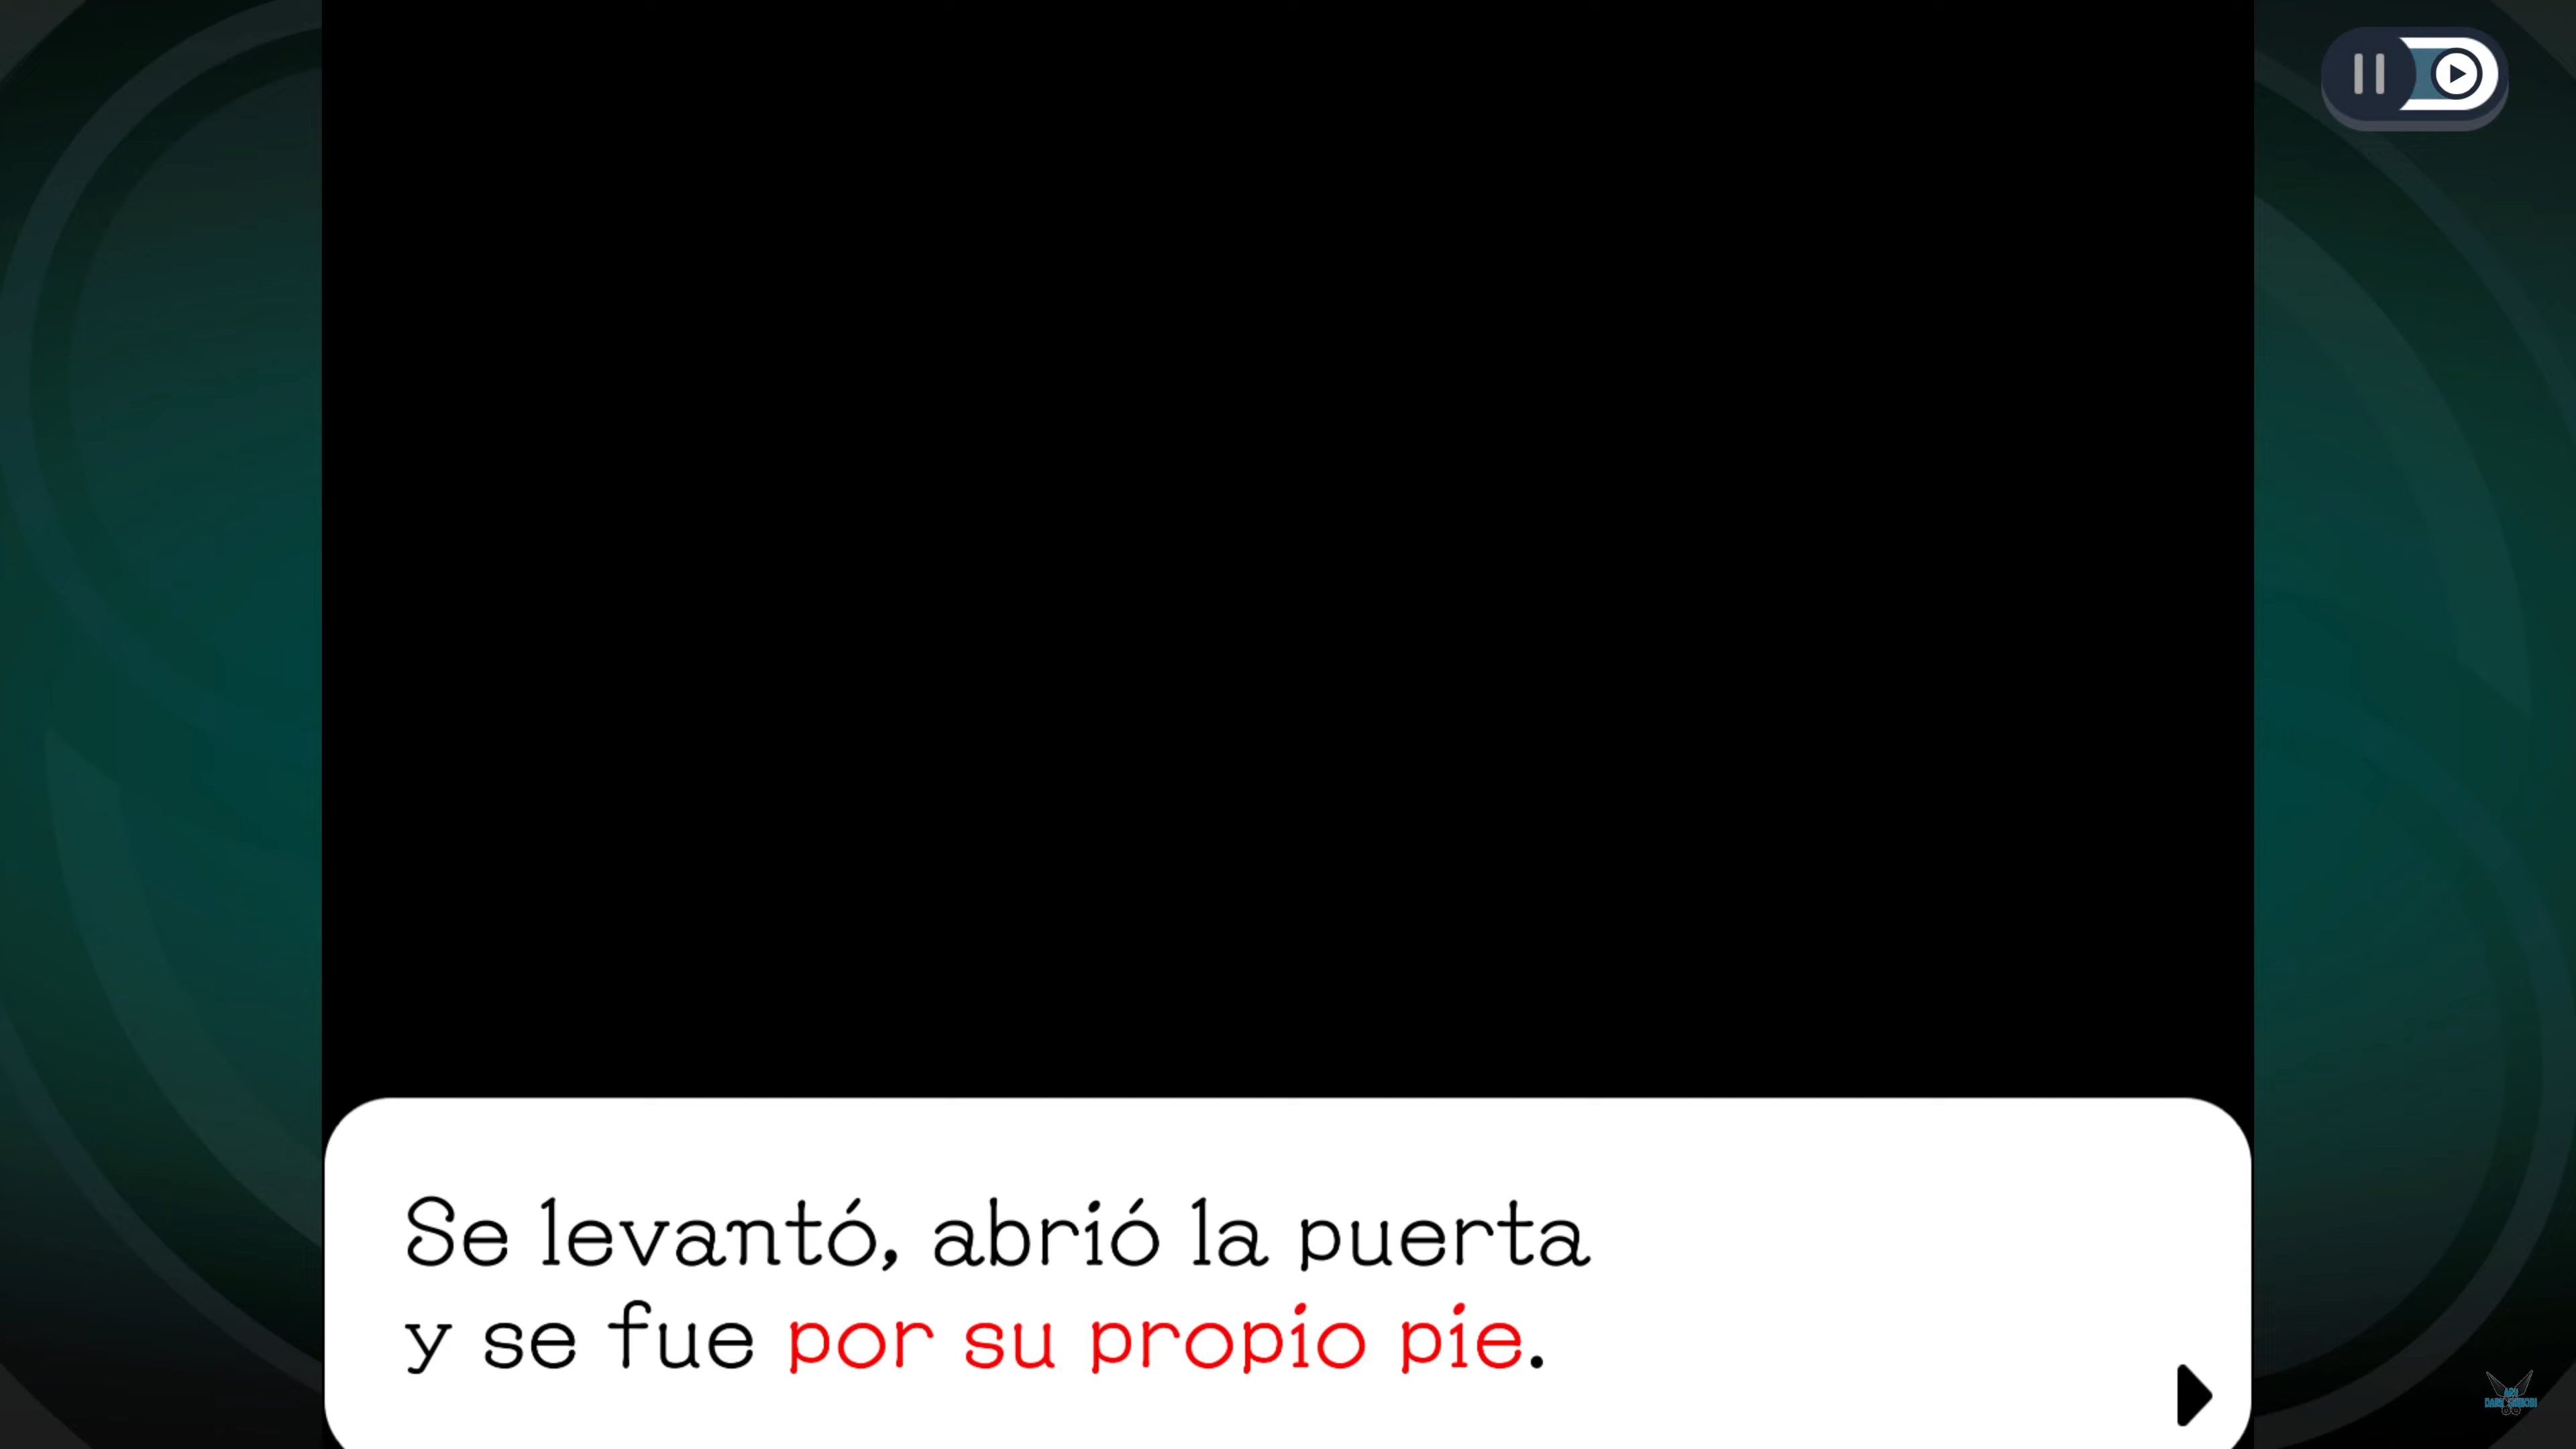 Se levantó, abrió la puerta
y se fue por su propio pie.